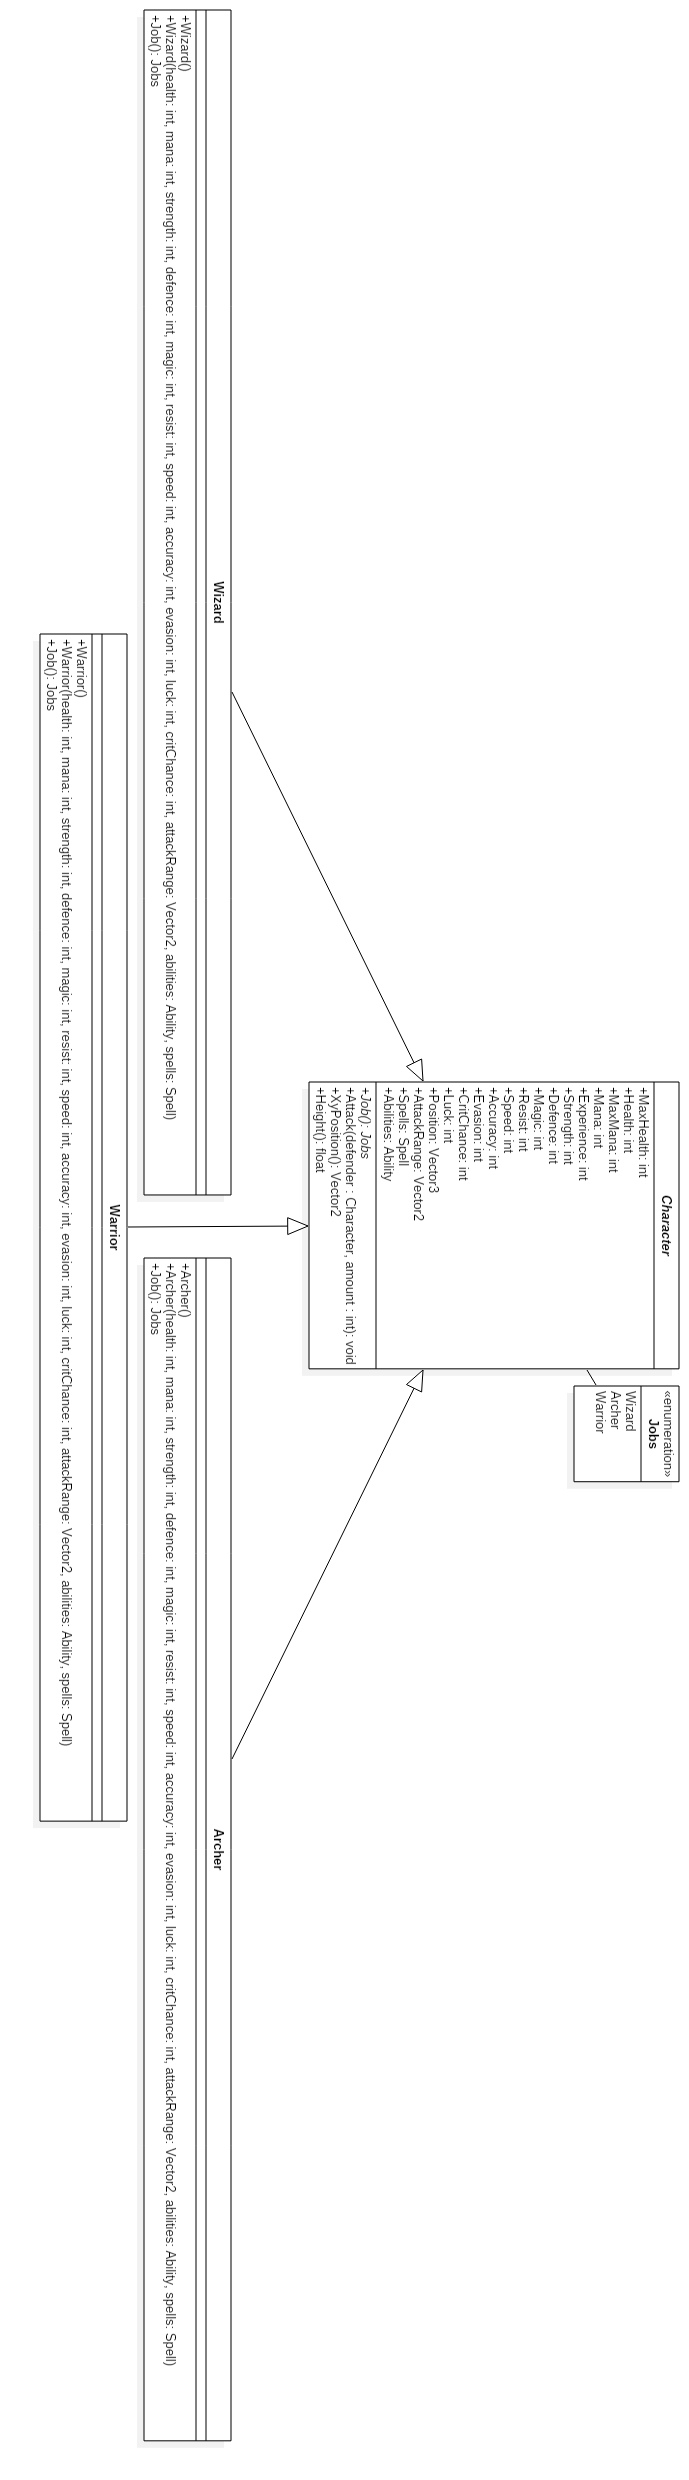 Character
+MaxHealth: int
+Health: int
+MaxMana: int
+Mana: int
+Experience: int
+Strength: int
+Defence: int
+Magic: int
+Resist: int
+Speed: int
+Accuracy: int
+Evasion: int
+CritChance: int
+Luck: int
+Position: Vector3
+AttackRange: Vector2
+Spells: Spell
+Abilities: Ability
+Job(): Jobs
+Attack(defender : Character, amount : int): void
+XyPosition(): Vector2
+Height(): float
«enumeration»
Jobs
Wizard
Archer
Warrior
Wizard
+Wizard()
+Wizard(health: int, mana: int, strength: int, defence: int, magic: int, resist: int, speed: int, accuracy: int, evasion: int, luck: int, critChance: int, attackRange: Vector2, abilities: Ability, spells: Spell)
+Job(): Jobs
Archer
+Archer()
+Archer(health: int, mana: int, strength: int, defence: int, magic: int, resist: int, speed: int, accuracy: int, evasion: int, luck: int, critChance: int, attackRange: Vector2, abilities: Ability, spells: Spell)
+Job(): Jobs
Warrior
+Warrior()
+Warrior(health: int, mana: int, strength: int, defence: int, magic: int, resist: int, speed: int, accuracy: int, evasion: int, luck: int, critChance: int, attackRange: Vector2, abilities: Ability, spells: Spell)
+Job(): Jobs